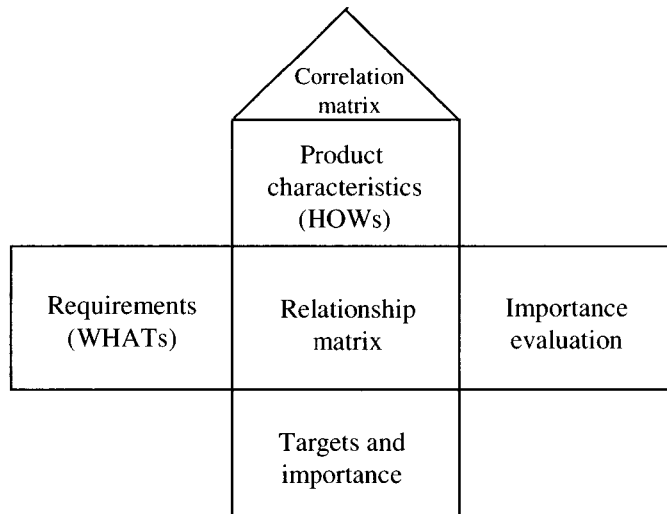 Correlation
matrix
Product
characteristics
(HOWs)
Requirements
(WHATs)
Relationship
matrix
Importance
evaluation
Targets and
importance